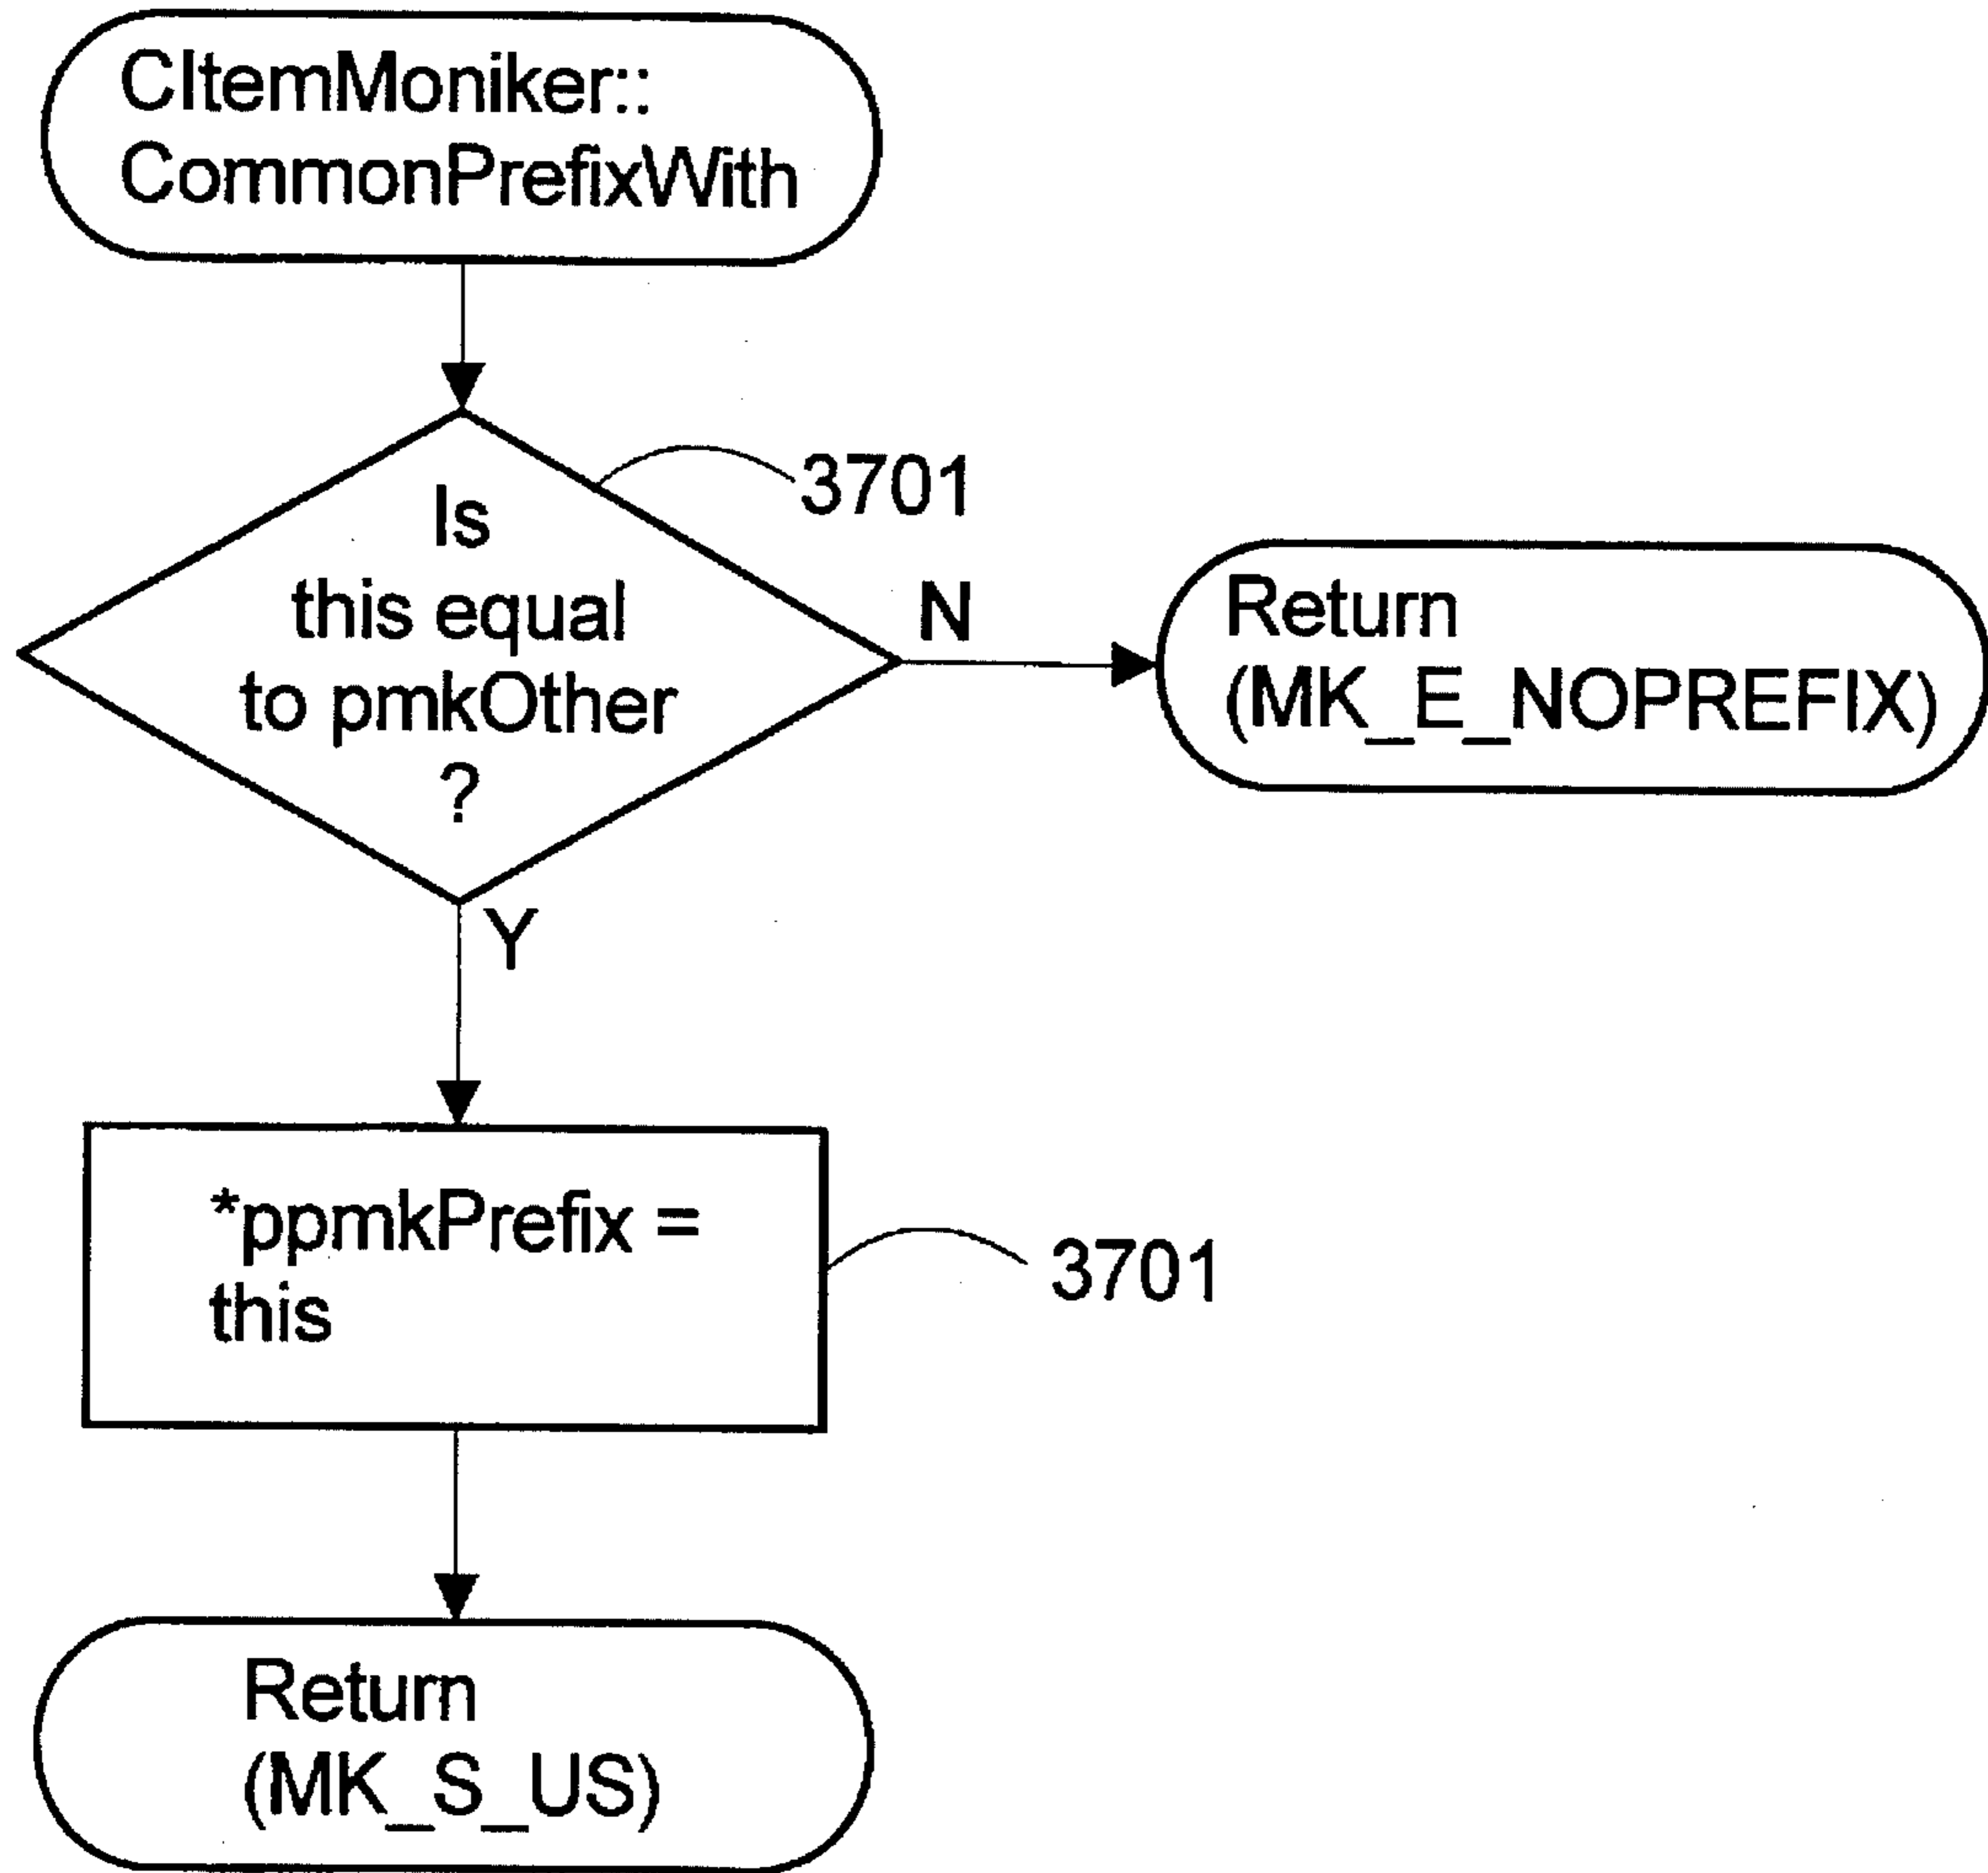 CItemMoniker::
CommonPrefixWith
3701
Is
this equal
to pmkOther
?
N
Return
(MK_E_NOPREFIX)
Y
*ppmkPrefix =
this
3701
Return
(MK_S_US)